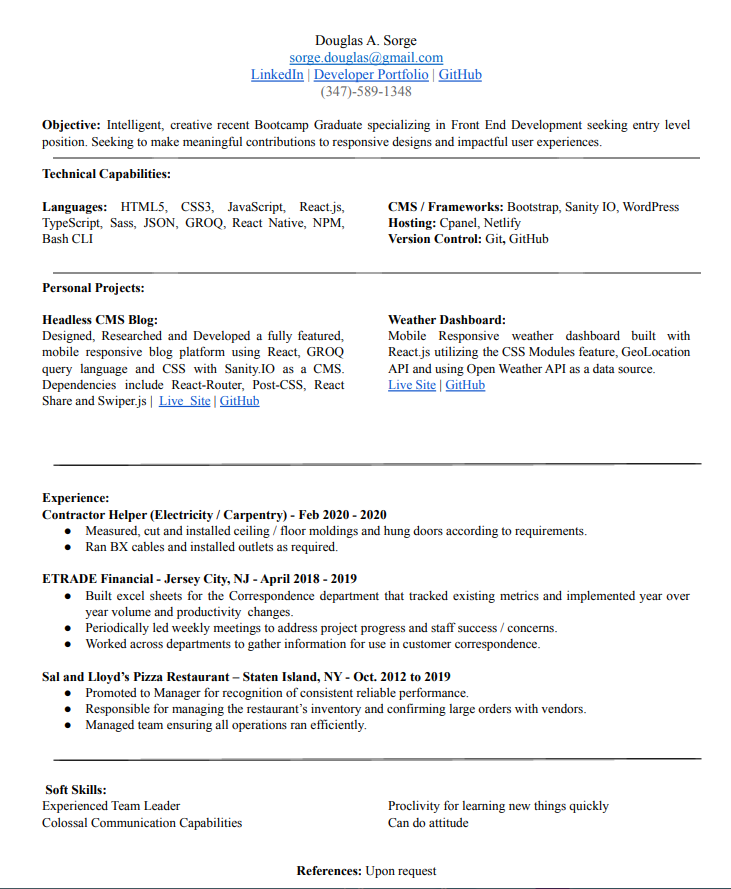 Douglas A. Sorge
sorge.douglas@gmail.com
LinkedIn | Developer Portfolio | GitHub
(347)-589-1348
Objective: Intelligent, creative recent Bootcamp Graduate specializing in Front End Development seeking entry level
position. Seeking to make meaningful contributions to responsive designs and impactful user experiences.
Technical Capabilities:
Languages: HTML5, CSS3, JavaScript, React.js,
TypeScript, Sass, JSON, GROQ, React Native, NPM,
Bash CLI
CMS / Frameworks: Bootstrap, Sanity IO, WordPress
Hosting: Cpanel, Netlify
Version Control: Git, GitHub
Personal Projects:
Headless CMS Blog:
Designed, Researched and Developed a fully featured,
mobile responsive blog platform using React, GROQ
query language and CSS with Sanity.IO as a CMS.
Dependencies include React-Router, Post-CSS, React
Share and Swiper.js | Live Site | GitHub
Weather Dashboard:
Mobile Responsive weather dashboard built with
React.js utilizing the CSS Modules feature, GeoLocation
API and using Open Weather API as a data source.
Live Site | GitHub
Experience:
Contractor Helper (Electricity / Carpentry) - Feb 2020 - 2020
● Measured, cut and installed ceiling / floor moldings and hung doors according to requirements.
● Ran BX cables and installed outlets as required.
ETRADE Financial - Jersey City, NJ - April 2018 - 2019
● Built excel sheets for the Correspondence department that tracked existing metrics and implemented year over
year volume and productivity changes.
● Periodically led weekly meetings to address project progress and staff success / concerns.
● Worked across departments to gather information for use in customer correspondence.
Sal and Lloyd's Pizza Restaurant – Staten Island, NY - Oct. 2012 to 2019
● Promoted to Manager for recognition of consistent reliable performance.
● Responsible for managing the restaurant's inventory and confirming large orders with vendors.
● Managed team ensuring all operations ran efficiently.
Soft Skills:
Experienced Team Leader
Colossal Communication Capabilities
Proclivity for learning new things quickly
Can do attitude
References: Upon request